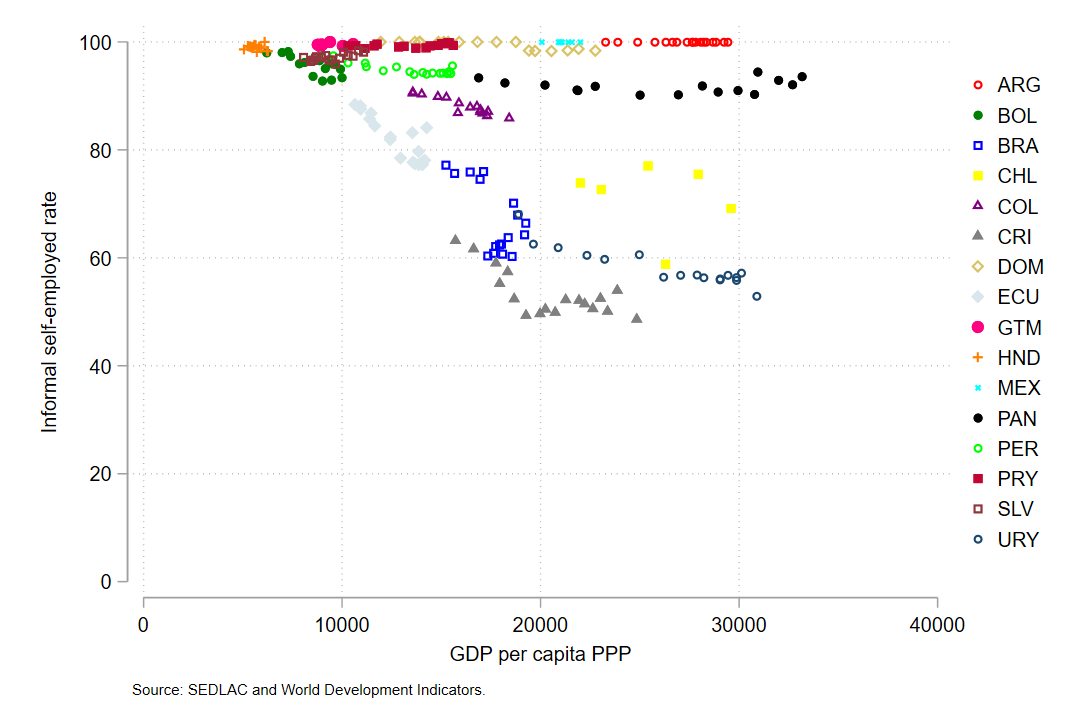 100
80
60
40
20
0
Informal self-employed rate
0 10000 20000 30000 40000
GDP per capita PPP
ARG
BOL
BRA
CHL
COL
CRI
DOM
ECU
GTM
HND
MEX
PAN
PER
PRY
SLV
URY
Source: SEDLAC and World Development Indicators.